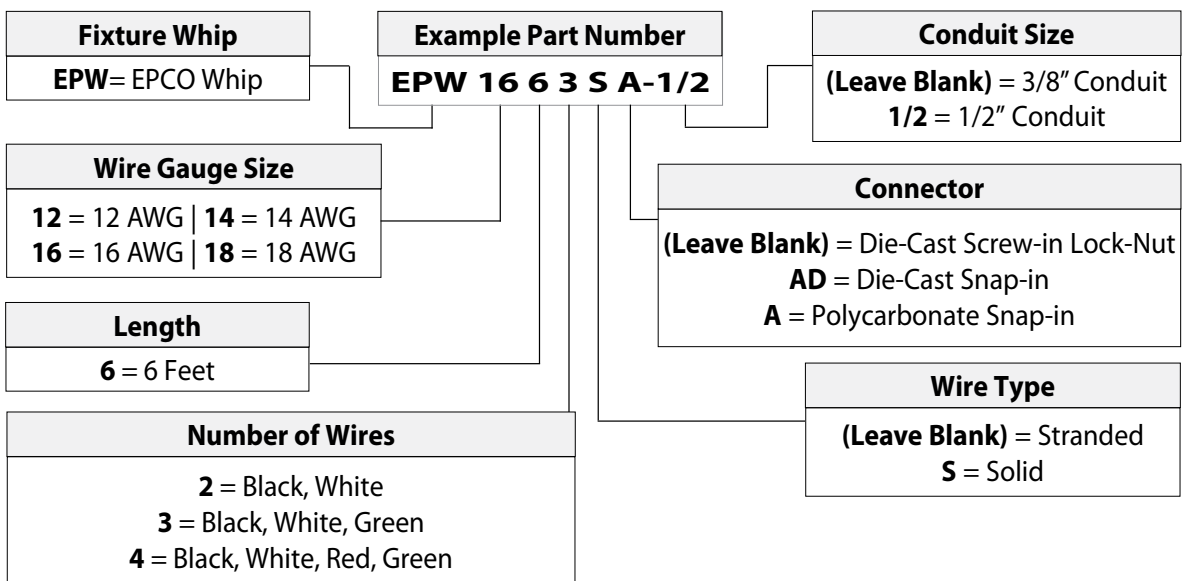 Fixture Whip
EPW= EPCO Whip
Example Part Number
EPW 16 6 3 S A-1/2
Conduit Size
(Leave Blank) = 3/8” Conduit
1/2 = 1/2” Conduit
Wire Gauge Size
12 = 12 AWG | 14 = 14 AWG
16 = 16 AWG | 18 = 18 AWG
Connector
(Leave Blank) = Die-Cast Screw-in Lock-Nut
AD = Die-Cast Snap-in
A = Polycarbonate Snap-in
Length
6 = 6 Feet
Wire Type
(Leave Blank) = Stranded
S = Solid
Number of Wires
2 = Black, White
3 = Black, White, Green
4 = Black, White, Red, Green